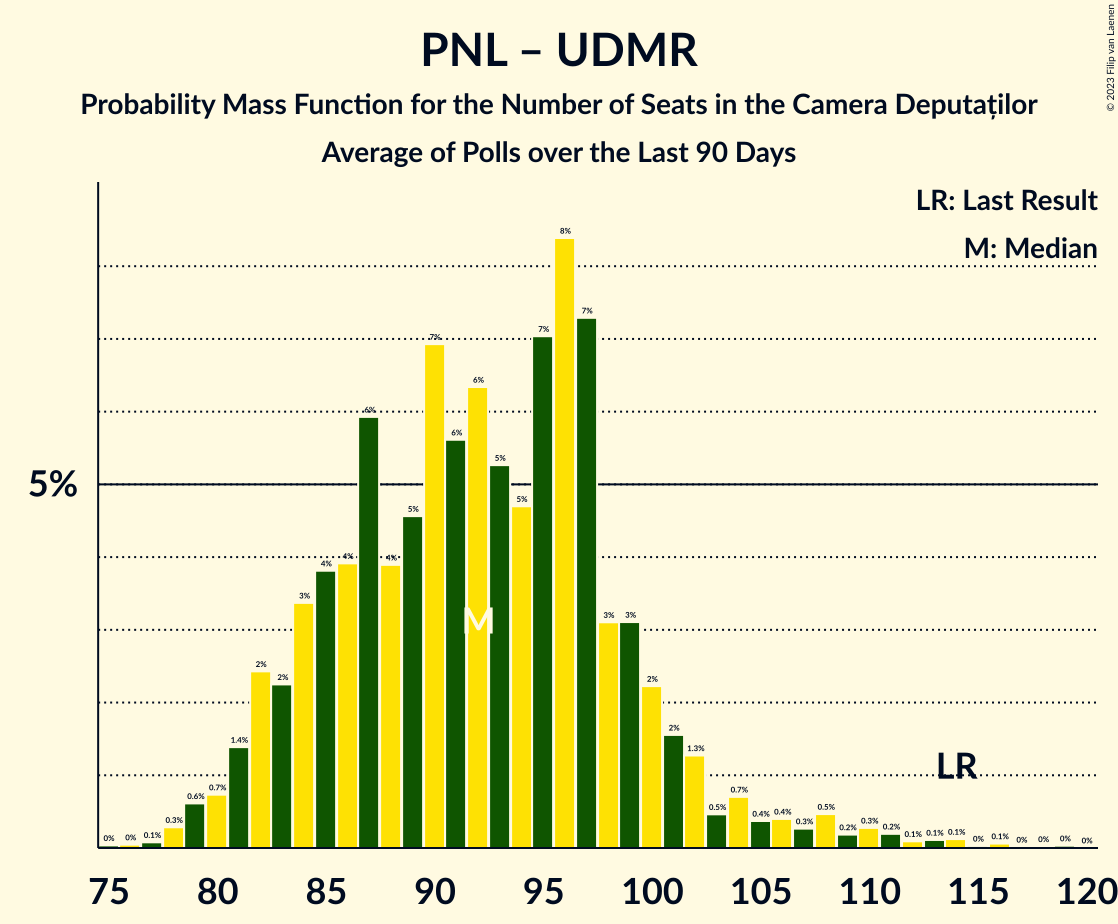 PNL – UDMR
Probability Mass Function for the Number of Seats in the Camera Deputaților
Average of Polls over the Last 90 Days
© 2023 Filip van Laenen
LR: Last Result
M: Median
5%
0% 0% 0.1% 0.3% 0.6% 0.7% 1.4% 2% 2% 3% 4% 4% 6% 4% 5% 7% 6% 6% 5% 5% 7% 8% 7% 3% 3% 2% 2% 1.3% 0.5% 0.7% 0.4% 0.4% 0.3% 0.5% 0.2% 0.3% 0.2% 0.1% 0.1% 0.1% 0% 0.1% 0% 0% 0% 0%
M
LR
75 80 85 90 95 100 105 110 115 120